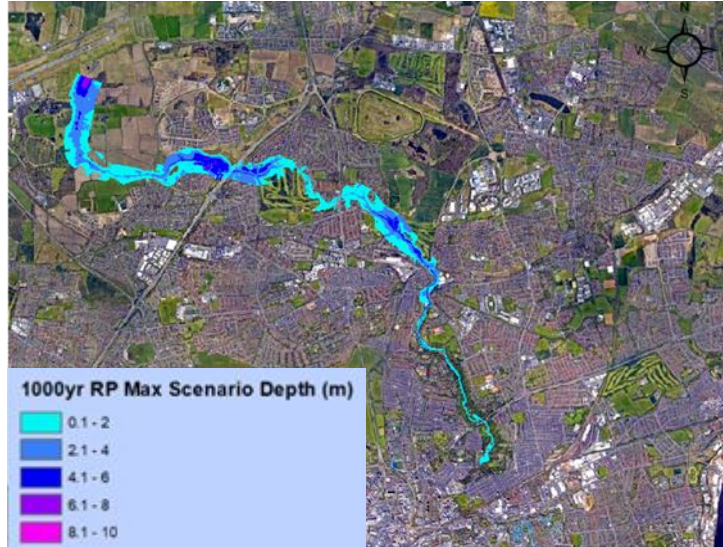 N
W
S
1000yr RP Max Scenario Depth (m)
0.1 - 2
2.1 - 4
4.1 - 6
6.1 - 8
8.1 - 10